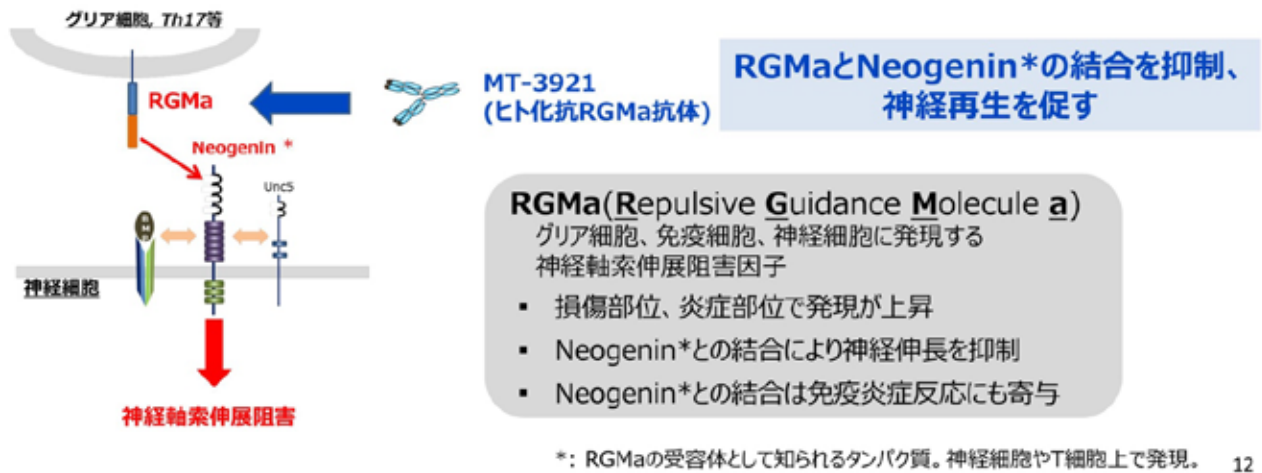 グリア細胞, Th17等
RGMa
MT-3921
(ヒト化抗RGMa抗体)
RGMaとNeogenin*の結合を抑制、
神経再生を促す
Neogenin *
Unc5
BMP
神経細胞
神経軸索伸展阻害
RGMa(Repulsive Guidance Molecule a)
グリア細胞、免疫細胞、神経細胞に発現する
神経軸索伸展阻害因子
▪ 損傷部位、炎症部位で発現が上昇
▪ Neogenin*との結合により神経伸長を抑制
▪ Neogenin*との結合は免疫炎症反応にも寄与
*: RGMaの受容体として知られるタンパク質。神経細胞やT細胞上で発現。
12